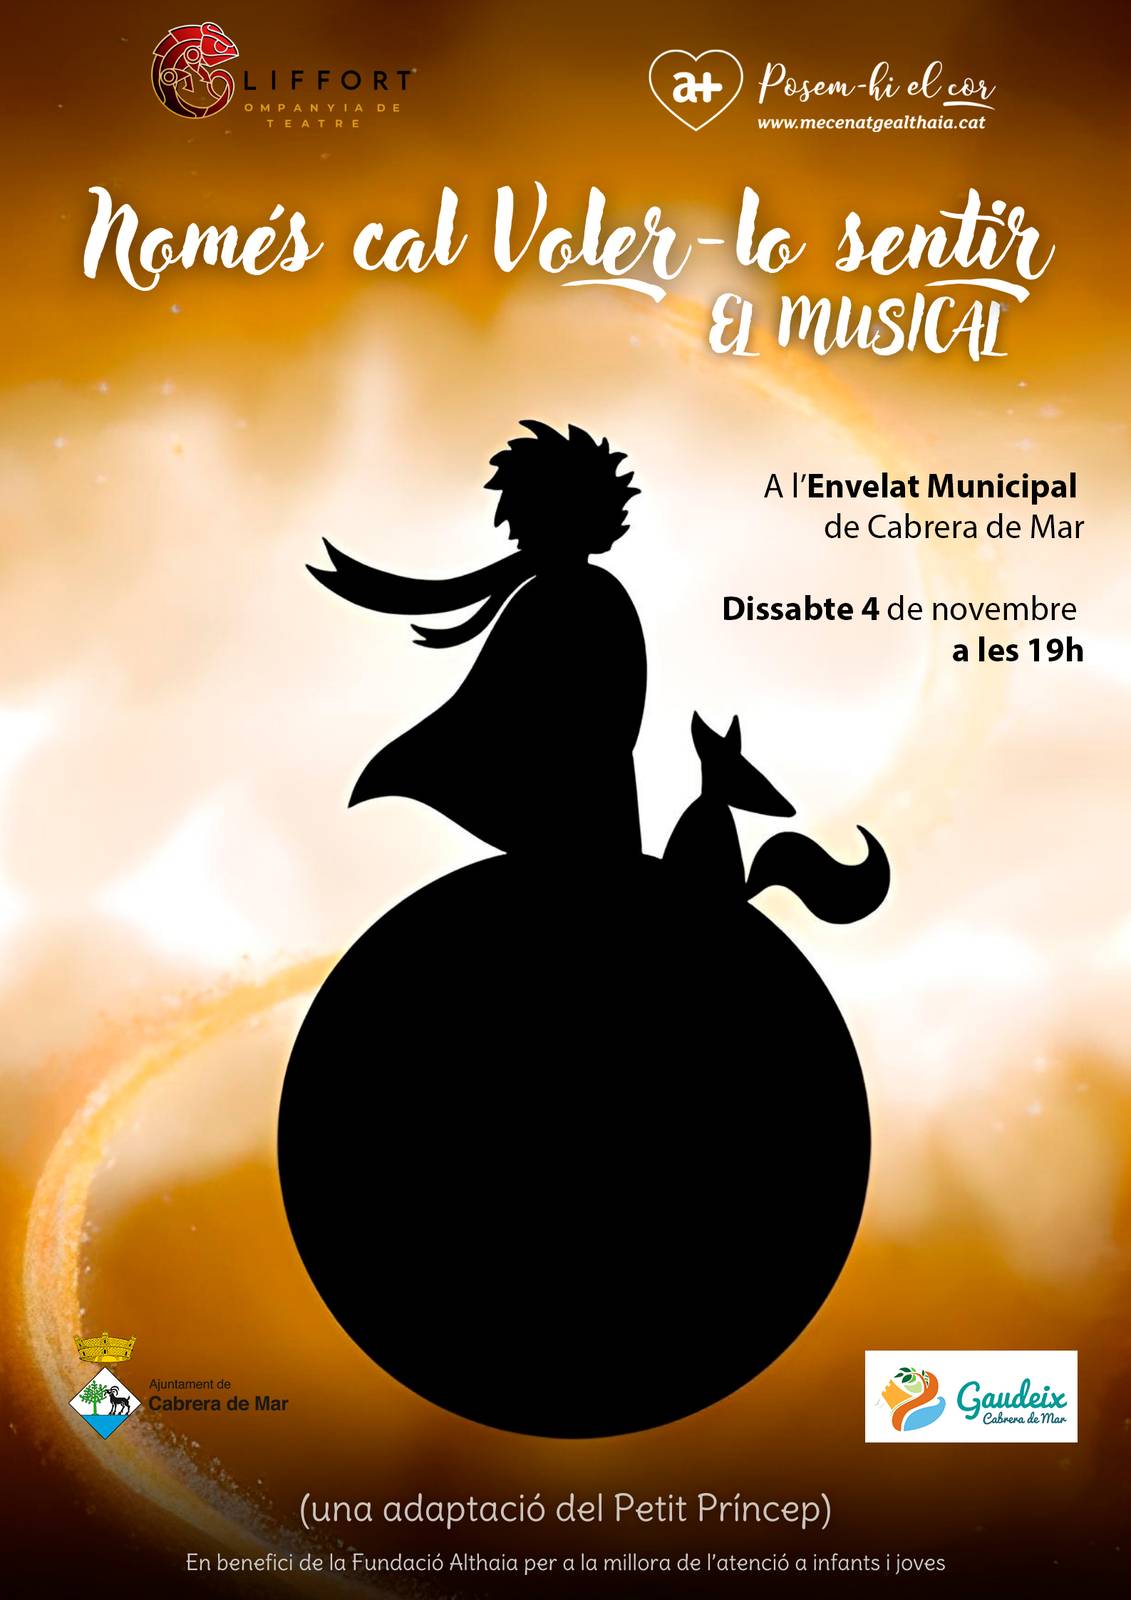 LIFFORT
OMPANYIA DE
TEATRE
a+
Posem-hi el cor
www.mecenatgealthaia.cat
Només cal Voler-lo sentir
EL MUSICAL
A l'Envelat Municipal
de Cabrera de Mar
Dissabte 4 de novembre
a les 19h
Ajuntament de
Cabrera de Mar
Gaudeix
Cabrera de Mar
(una adaptació del Petit Príncep)
En benefici de la Fundació Althaia per a la millora de l'atenció a infants i joves